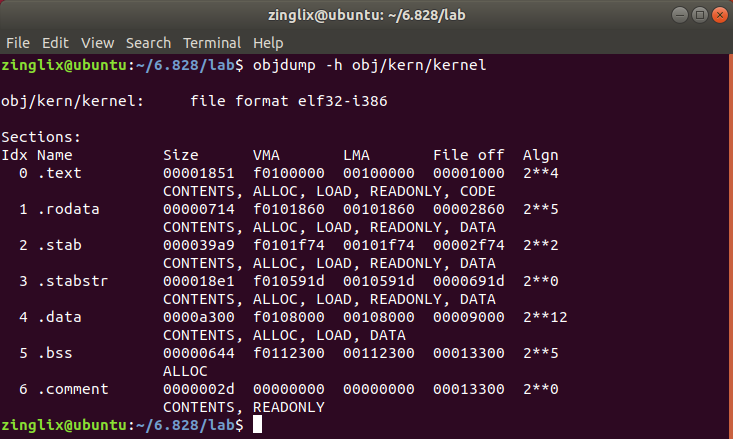 zinglix@ubuntu: ~/6.828/lab
File Edit View Search Terminal Help
zinglix@ubuntu:~/6.828/lab$ objdump -h obj/kern/kernel
obj/kern/kernel:     file format elf32-i386
Sections:
Idx Name          Size      VMA       LMA       File off  Algn
  0 .text         00001851  f0100000  00100000  00001000  2**4
                  CONTENTS, ALLOC, LOAD, READONLY, CODE
  1 .rodata       00000714  f0101860  00101860  00002860  2**5
                  CONTENTS, ALLOC, LOAD, READONLY, DATA
  2 .stab         000039a9  f0101f74  00101f74  00002f74  2**2
                  CONTENTS, ALLOC, LOAD, READONLY, DATA
  3 .stabstr      000018e1  f010591d  0010591d  0000691d  2**0
                  CONTENTS, ALLOC, LOAD, READONLY, DATA
  4 .data         0000a300  f0108000  00108000  00009000  2**12
                  CONTENTS, ALLOC, LOAD, DATA
  5 .bss          00000644  f0112300  00112300  00013300  2**5
                  ALLOC
  6 .comment      0000002d  00000000  00000000  00013300  2**0
                  CONTENTS, READONLY
zinglix@ubuntu:~/6.828/lab$